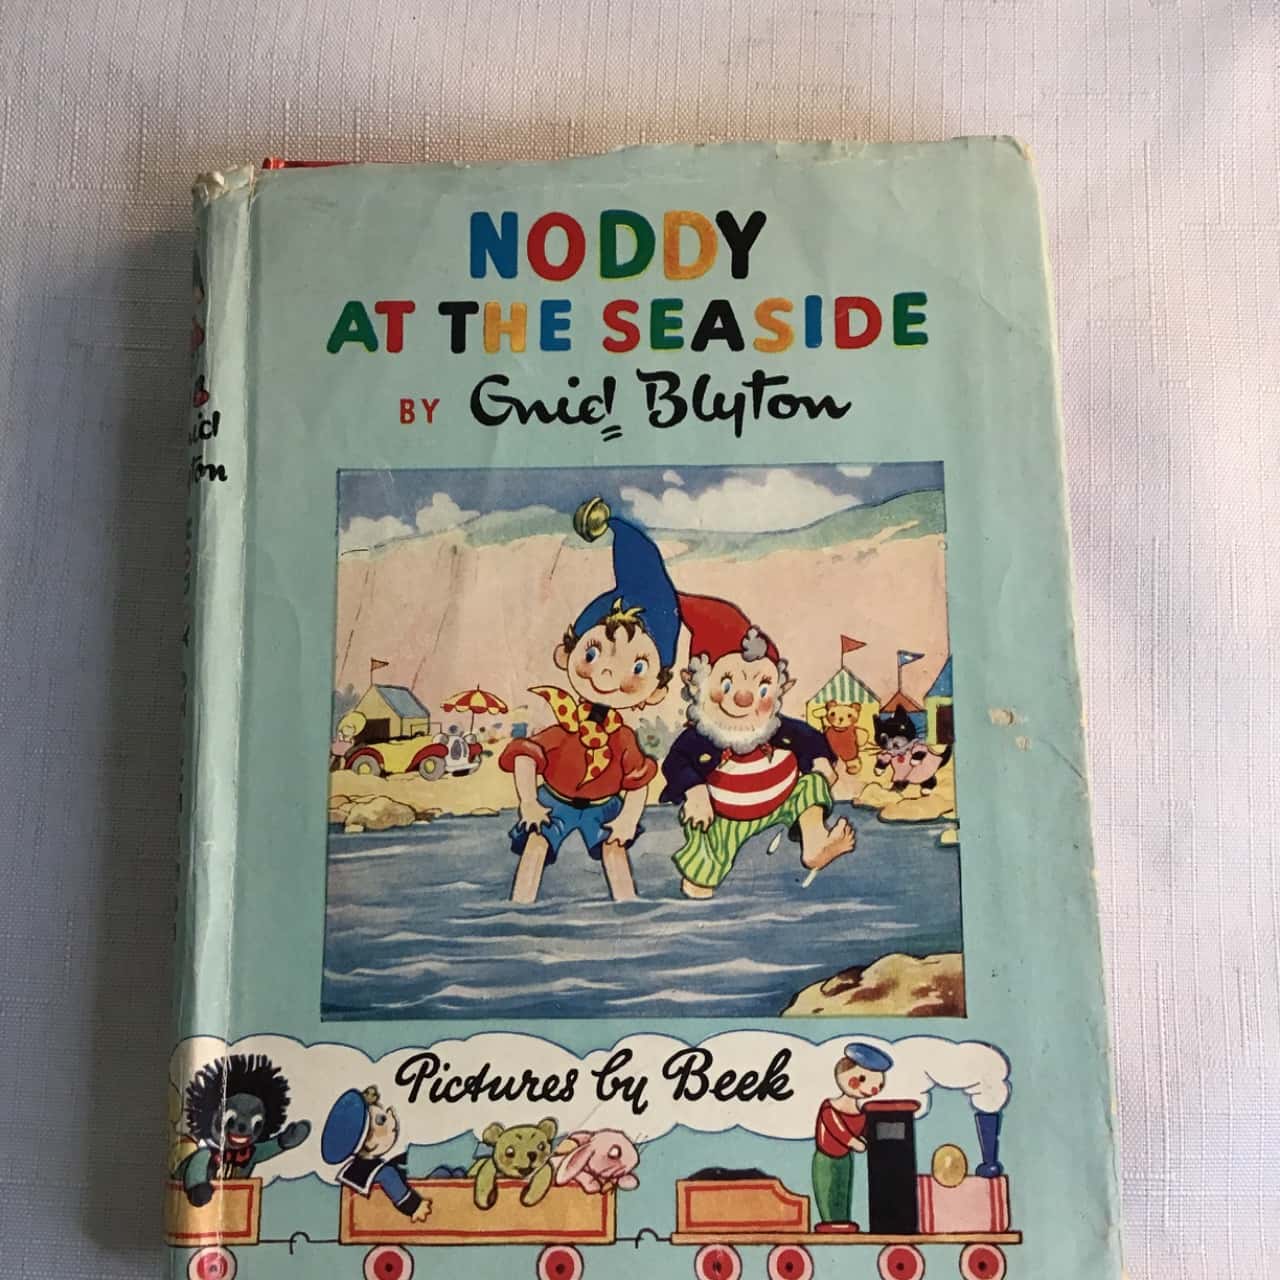 NODDY
AT THE SEASIDE
BY Enid Blyton
Pictures by Beek